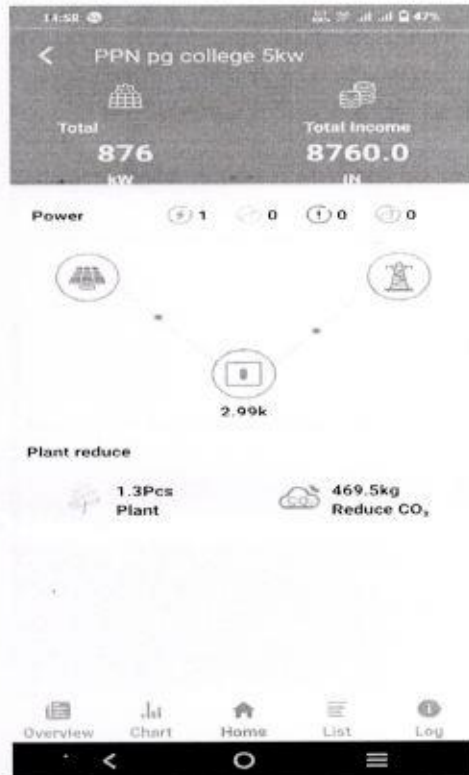 14:58
47%
PPN pg college 5kw
Total
Total Income
876
8760.0
kW
IN
Power 1 0 0 0
2.99k
Plant reduce
1.3Pcs
Plant
469.5kg
Reduce CO₂
Overview Chart Home List Log